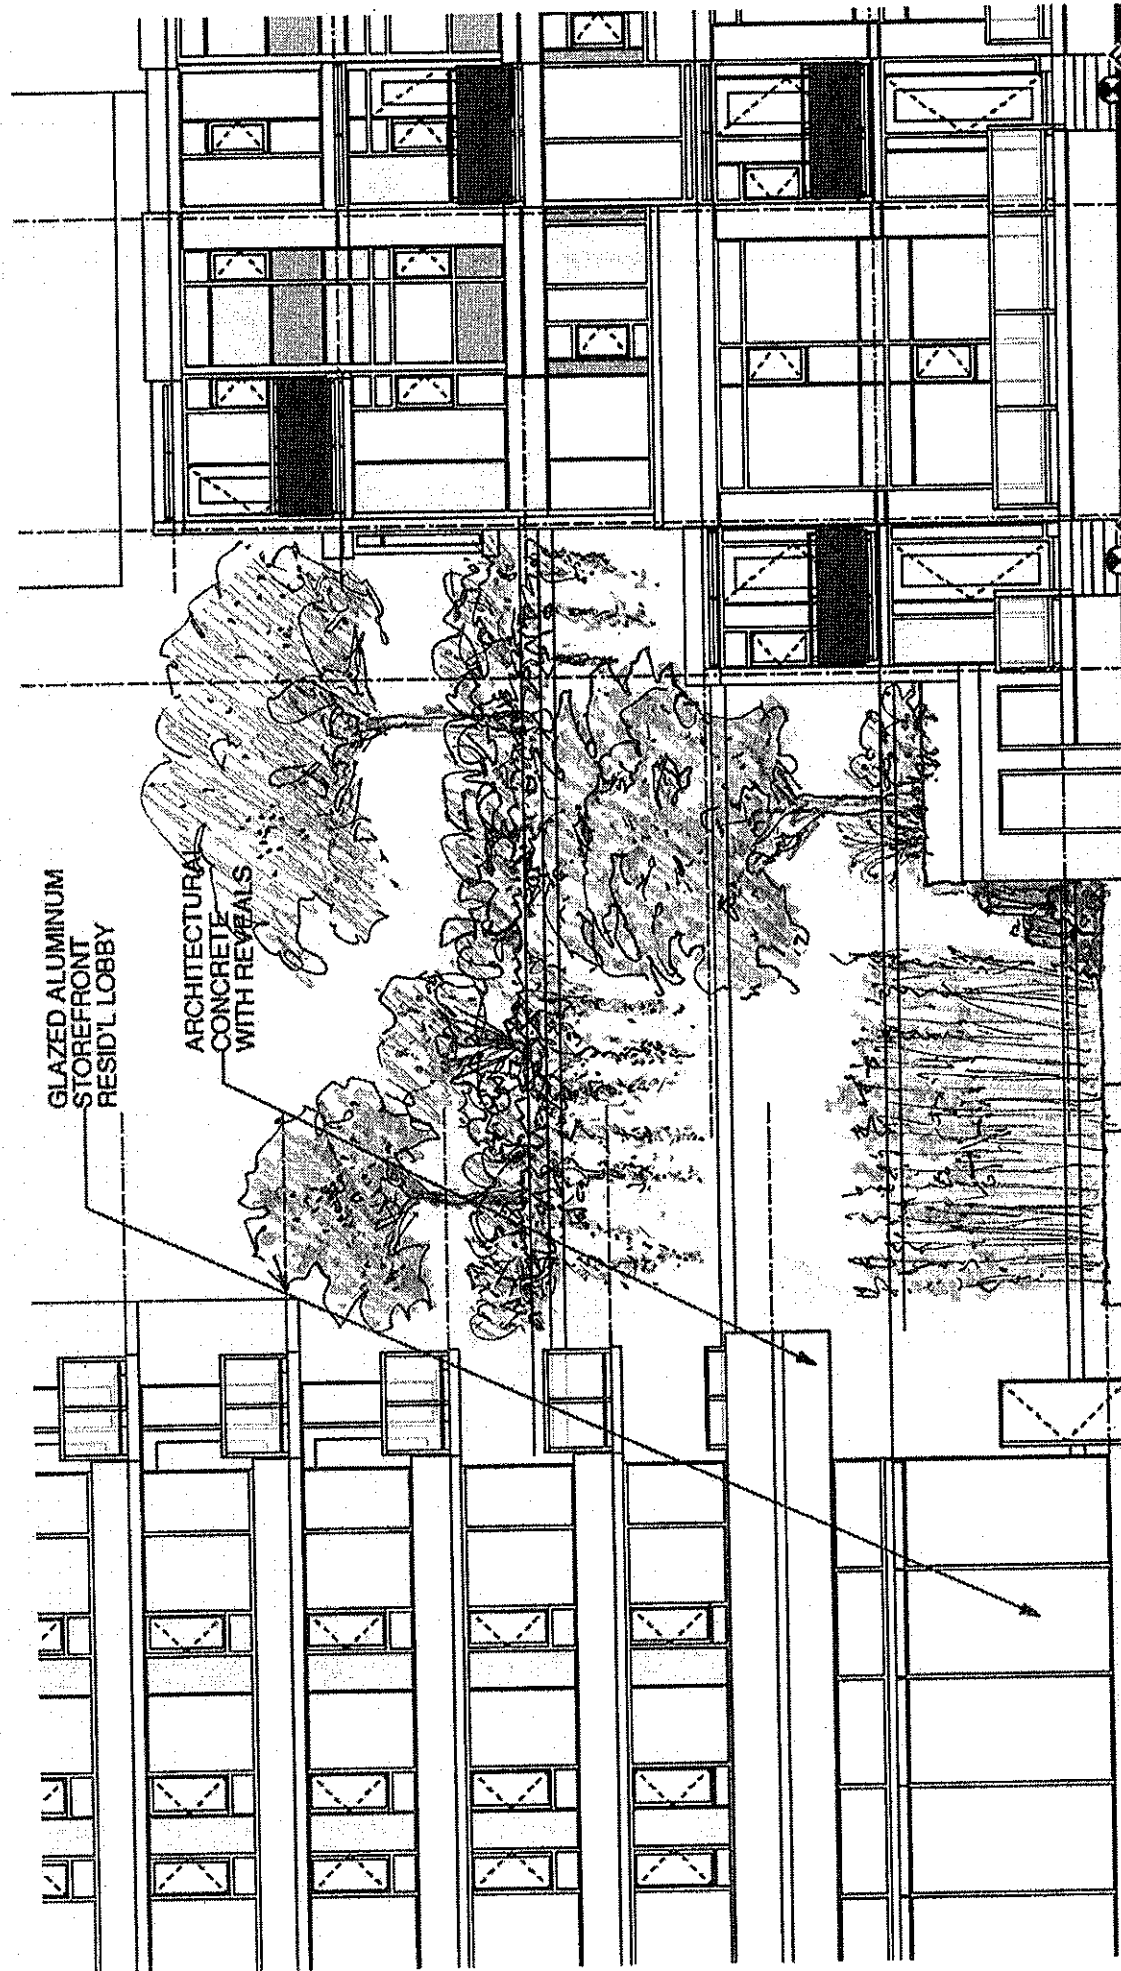 GLAZED ALUMINUM
STOREFRONT
RESID'L LOBBY
ARCHITECTURAL
CONCRETE
WITH REVEALS